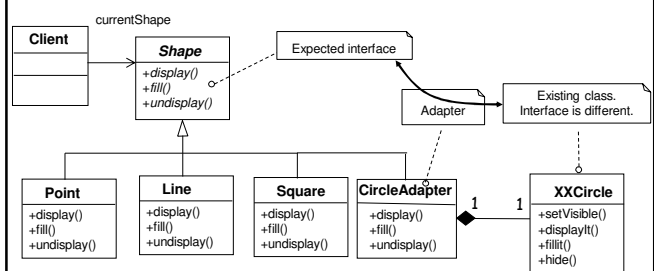 currentShape
Client
Shape
+display()
+fill()
+undisplay()
Expected interface
Adapter
Existing class.
Interface is different.
Point
+display()
+fill()
+undisplay()
Line
+display()
+fill()
+undisplay()
Square
+display()
+fill()
+undisplay()
CircleAdapter
+display()
+fill()
+undisplay()
1
1
XXCircle
+setVisible()
+displayIt()
+fillit()
+hide()